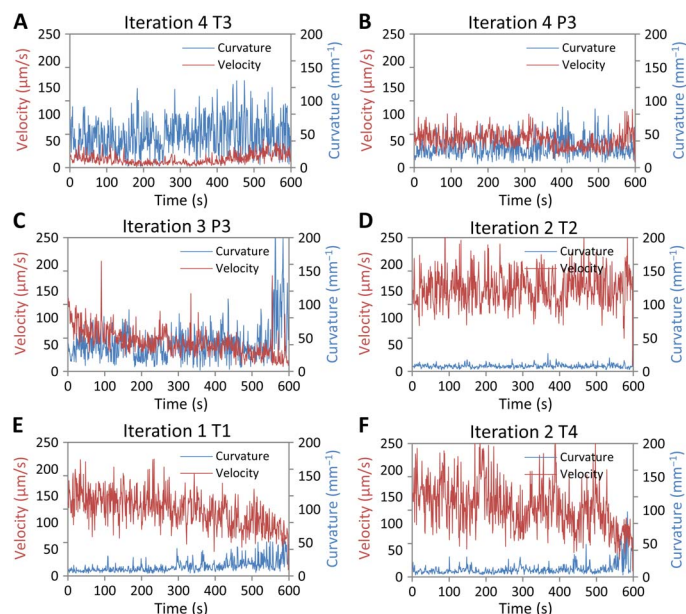 A Iteration 4 T3
Curvature
Velocity
Velocity (μm/s)
250
200
150
100
50
0
Curvature (mm⁻¹)
200
150
100
50
0
0 100 200 300 400 500 600
Time (s)
B Iteration 4 P3
Curvature
Velocity
Velocity (μm/s)
250
200
150
100
50
0
Curvature (mm⁻¹)
200
150
100
50
0
0 100 200 300 400 500 600
Time (s)
C Iteration 3 P3
Curvature
Velocity
Velocity (μm/s)
250
200
150
100
50
0
Curvature (mm⁻¹)
200
150
100
50
0
0 100 200 300 400 500 600
Time (s)
D Iteration 2 T2
Curvature
Velocity
Velocity (μm/s)
250
200
150
100
50
0
Curvature (mm⁻¹)
200
150
100
50
0
0 100 200 300 400 500 600
Time (s)
E Iteration 1 T1
Curvature
Velocity
Velocity (μm/s)
250
200
150
100
50
0
Curvature (mm⁻¹)
200
150
100
50
0
0 100 200 300 400 500 600
Time (s)
F Iteration 2 T4
Curvature
Velocity
Velocity (μm/s)
250
200
150
100
50
0
Curvature (mm⁻¹)
200
150
100
50
0
0 100 200 300 400 500 600
Time (s)